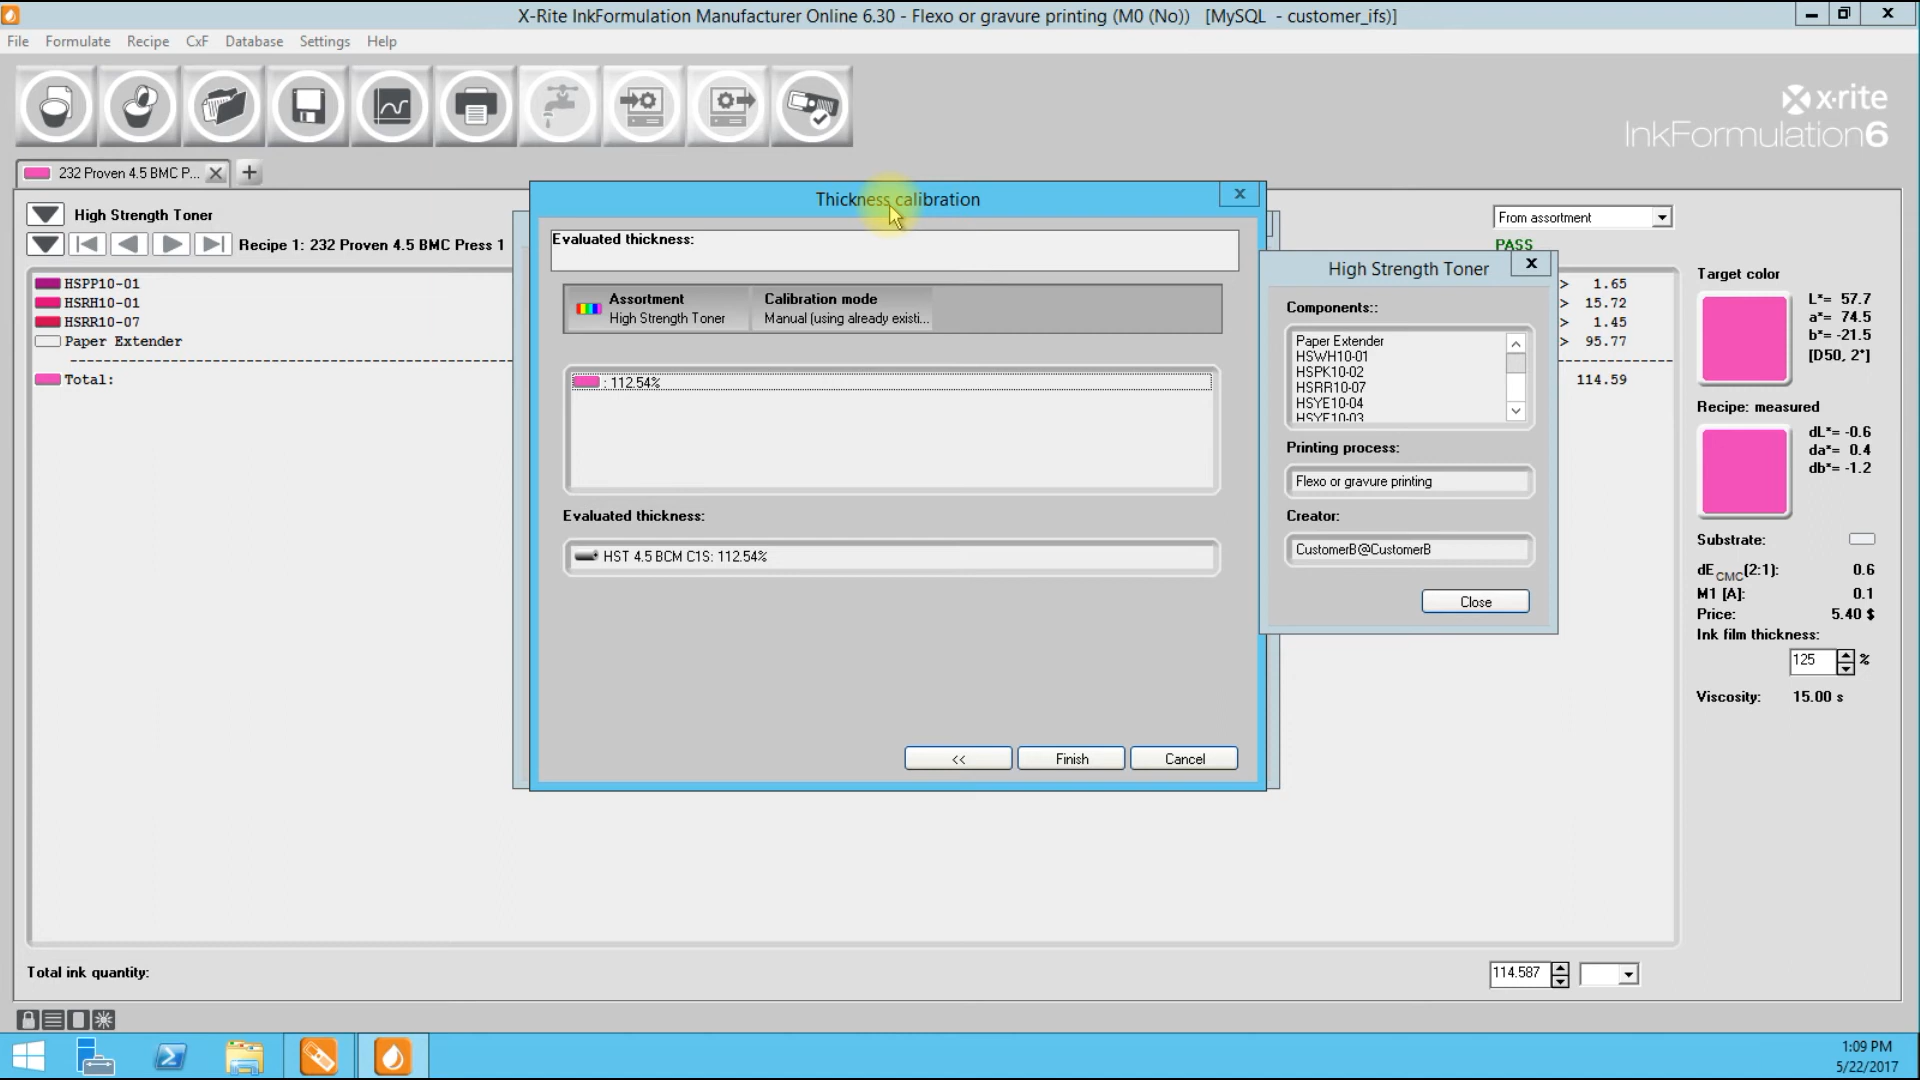 X-Rite InkFormulation Manufacturer Online 6.30 - Flexo or gravure printing (M0 (No)) [MySQL - customer_ifs)]
File Formulate Recipe CxF Database Settings Help
x·rite
InkFormulation6
232 Proven 4.5 BMC P...
High Strength Toner
Recipe 1: 232 Proven 4.5 BMC Press 1
HSPP10-01
HSRH10-01
HSRR10-07
Paper Extender
Total:
Thickness calibration
Evaluated thickness:
Assortment
High Strength Toner
Calibration mode
Manual (using already existi...
: 112.54%
Evaluated thickness:
HST 4.5 BCM C1S: 112.54%
<<
Finish
Cancel
High Strength Toner
Components::
Paper Extender
HSWH10-01
HSPK10-02
HSRR10-07
HSYE10-04
HSYE10-03
Printing process:
Flexo or gravure printing
Creator:
CustomerB@CustomerB
Close
From assortment
PASS
> 1.65
> 15.72
> 1.45
> 95.77
114.59
Target color
L*= 57.7
a*= 74.5
b*= -21.5
[D50, 2°]
Recipe: measured
dL*= -0.6
da*= 0.4
db*= -1.2
Substrate:
dE CMC(2:1): 0.6
M1 [A]: 0.1
Price: 5.40 $
Ink film thickness:
125 %
Viscosity: 15.00 s
Total ink quantity:
114.587
1:09 PM
5/22/2017